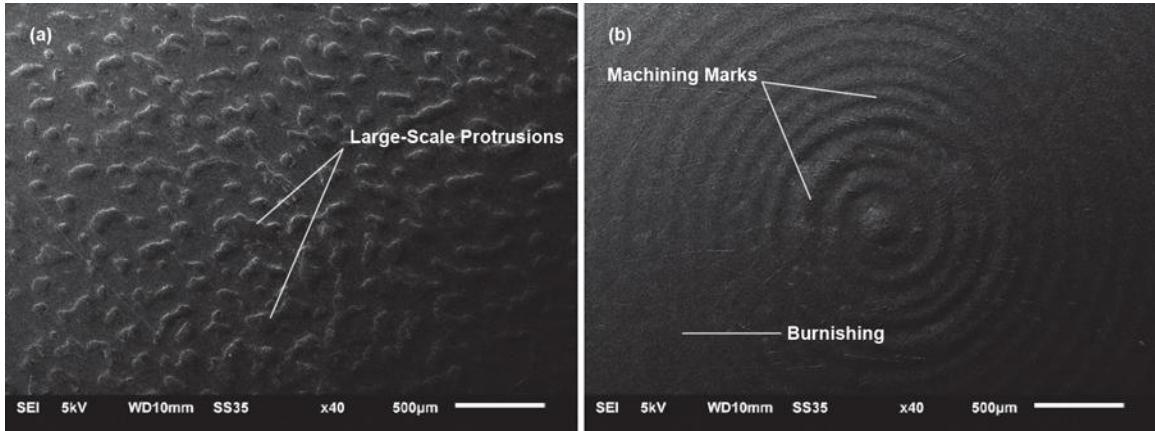 (a)
Large-Scale Protrusions
SEI 5kV WD10mm SS35 x40 500µm
(b)
Machining Marks
Burnishing
SEI 5kV WD10mm SS35 x40 500µm